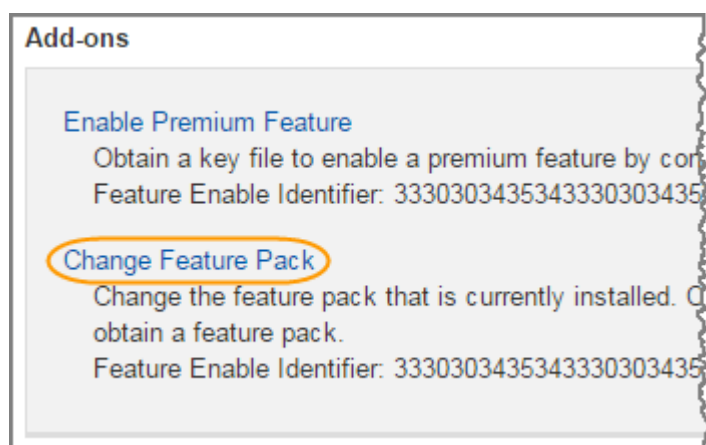 Add-ons
Enable Premium Feature
Obtain a key file to enable a premium feature by
Feature Enable Identifier: 3330303435343330303435
Change Feature Pack
Change the feature pack that is currently installed.
obtain a feature pack.
Feature Enable Identifier: 3330303435343330303435